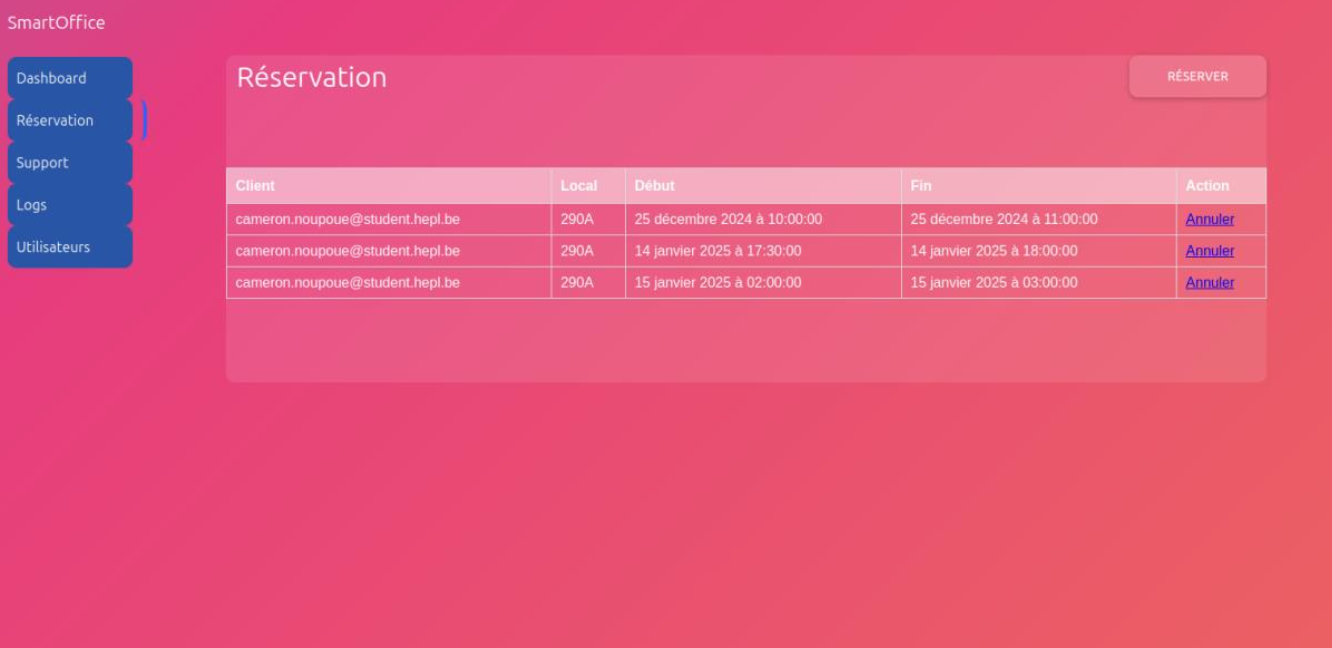 SmartOffice
Dashboard
Réservation
Support
Logs
Utilisateurs
Réservation
RÉSERVER
Client Local Début Fin Action
cameron.noupoue@student.hepl.be 290A 25 décembre 2024 à 10:00:00 25 décembre 2024 à 11:00:00 Annuler
cameron.noupoue@student.hepl.be 290A 14 janvier 2025 à 17:30:00 14 janvier 2025 à 18:00:00 Annuler
cameron.noupoue@student.hepl.be 290A 15 janvier 2025 à 02:00:00 15 janvier 2025 à 03:00:00 Annuler